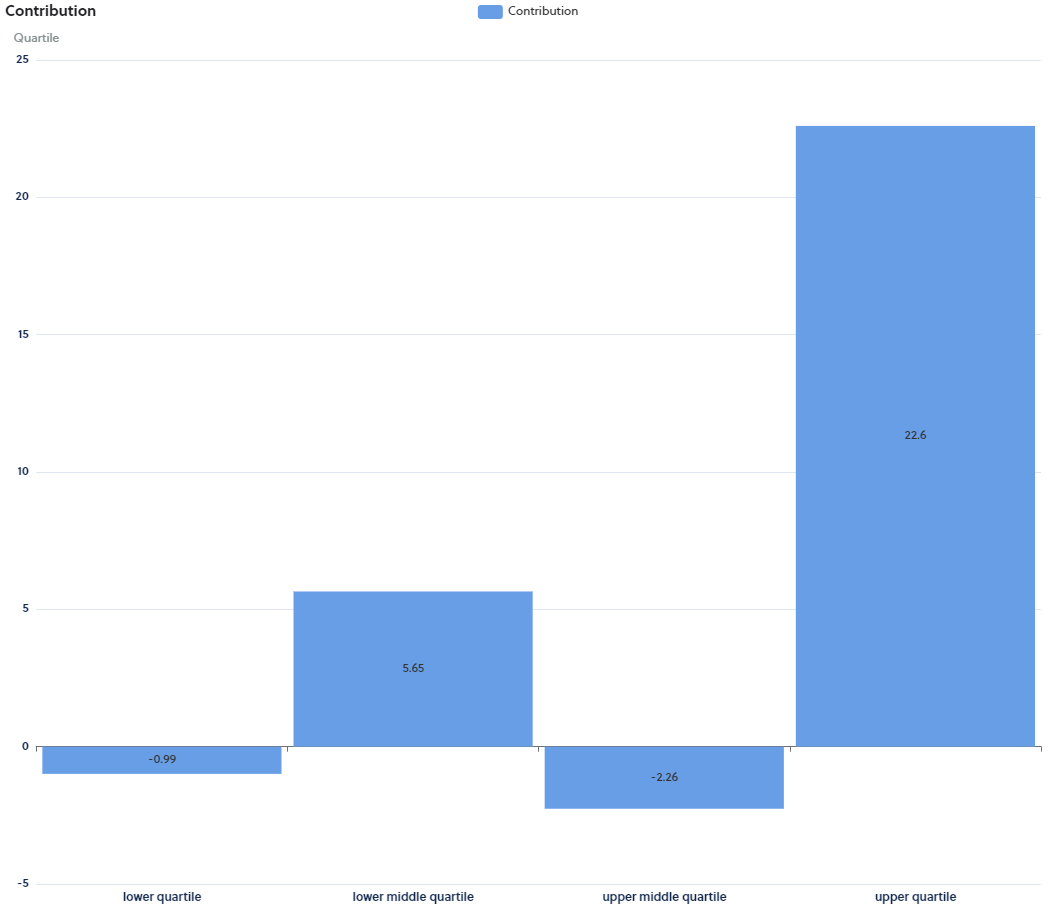 Contribution
Contribution
Quartile
25
20
15
10
5
0
-5
22.6
5.65
-0.99
-2.26
lower quartile
lower middle quartile
upper middle quartile
upper quartile